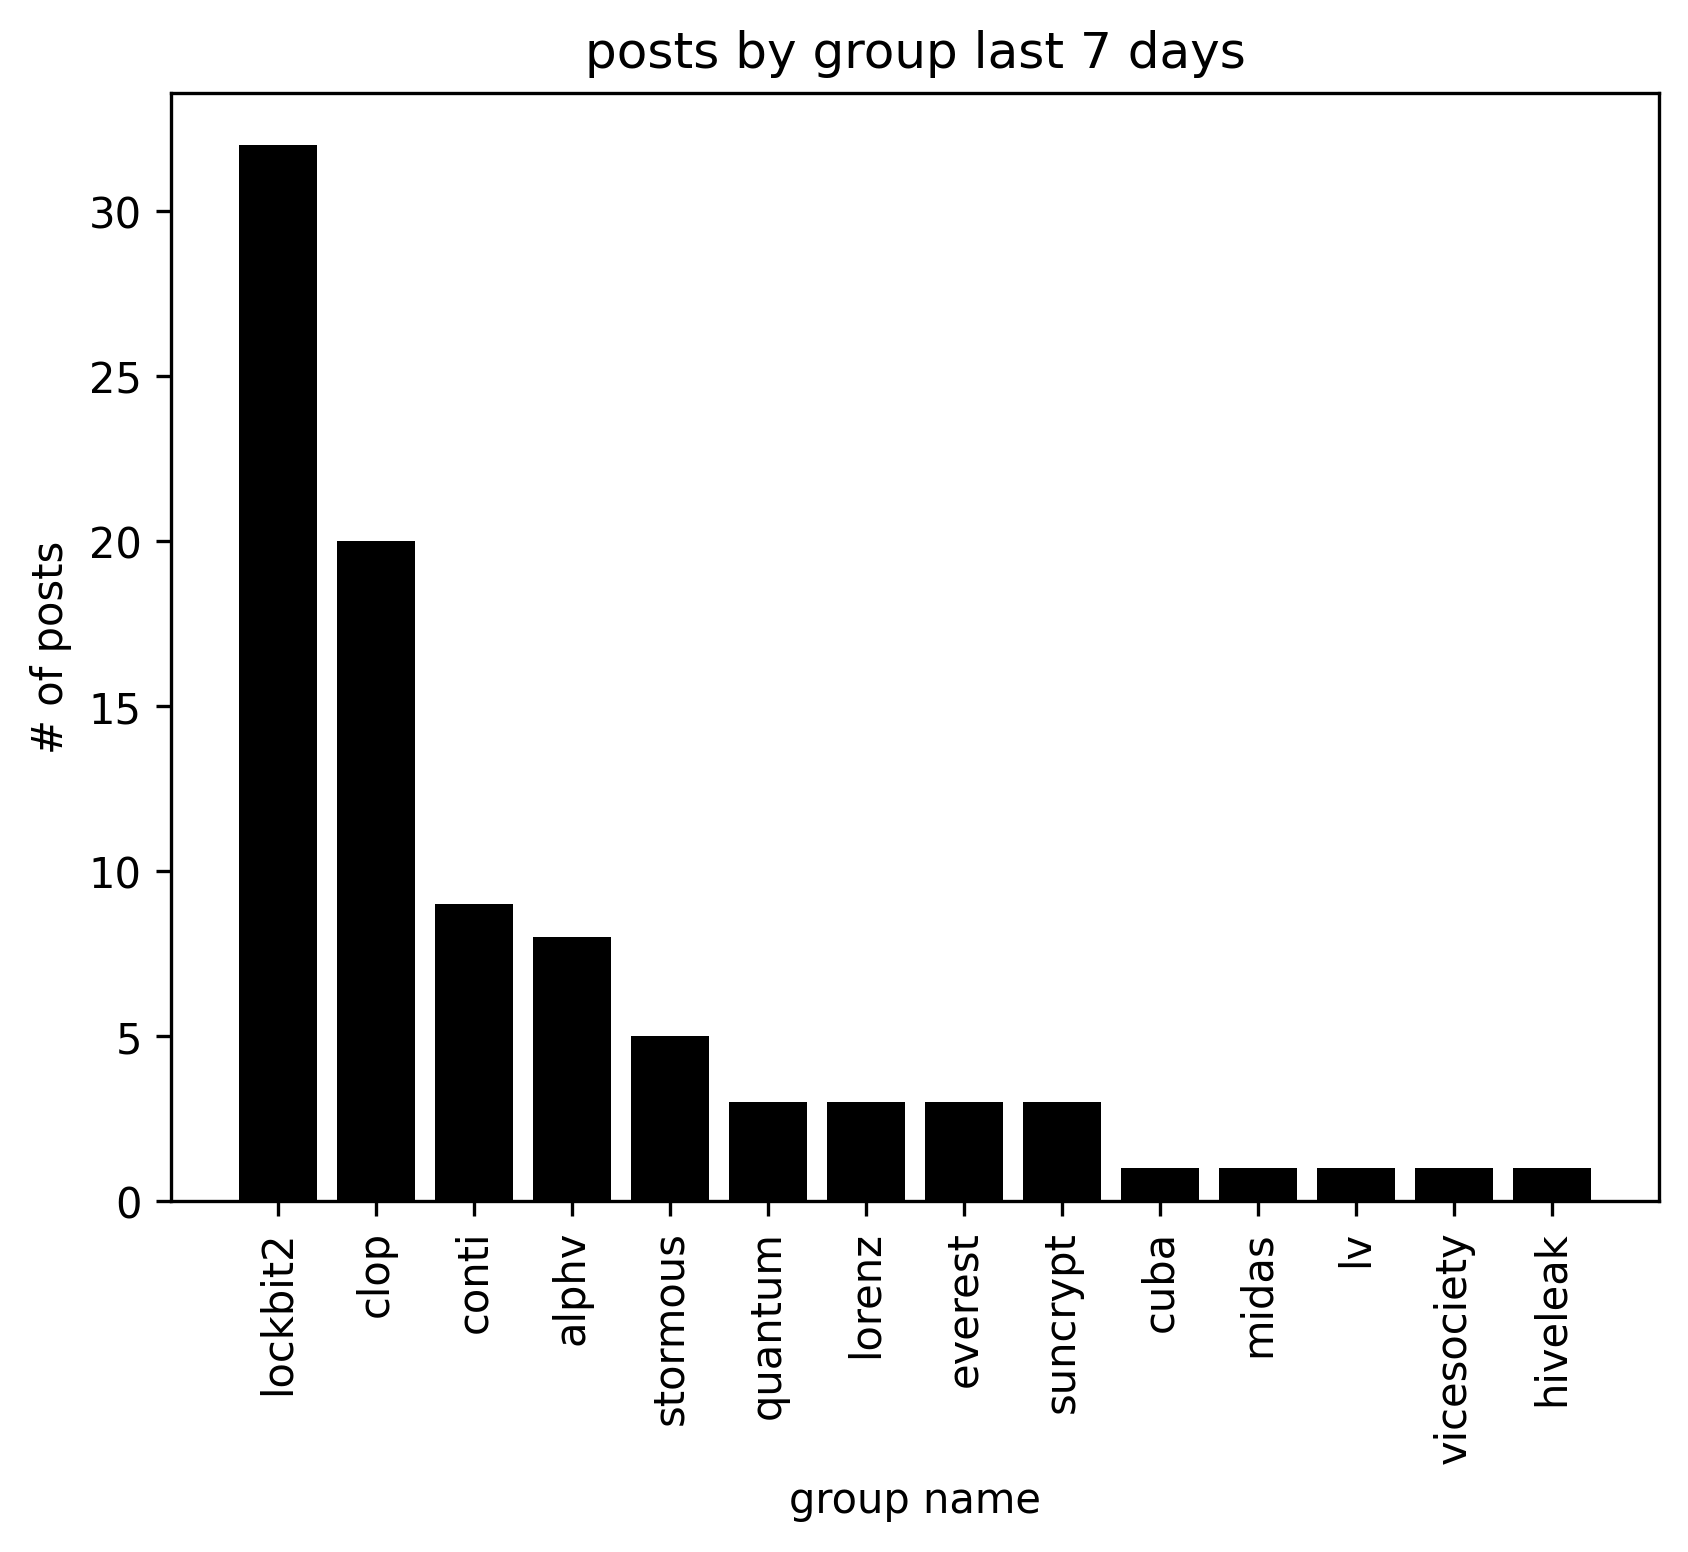 posts by group last 7 days
# of posts
30
25
20
15
10
5
0
lockbit2
clop
conti
alphv
stormous
quantum
lorenz
everest
suncrypt
cuba
midas
lv
vicesociety
hiveleak
group name